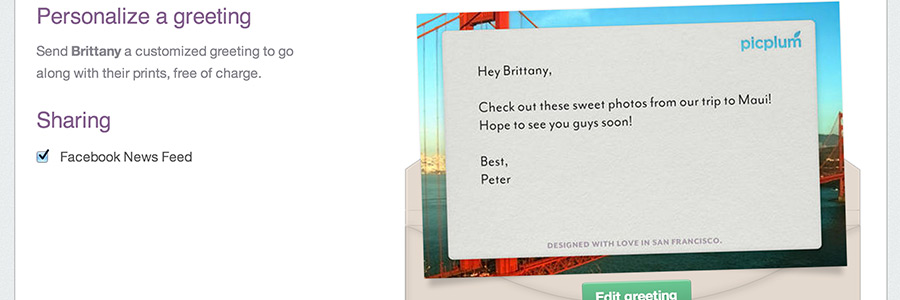 Personalize a greeting
Send Brittany a customized greeting to go
along with their prints, free of charge.
Sharing
Facebook News Feed
picplum
Hey Brittany,
Check out these sweet photos from our trip to Maui!
Hope to see you guys soon!
Best,
Peter
DESIGNED WITH LOVE IN SAN FRANCISCO.
Edit greeting